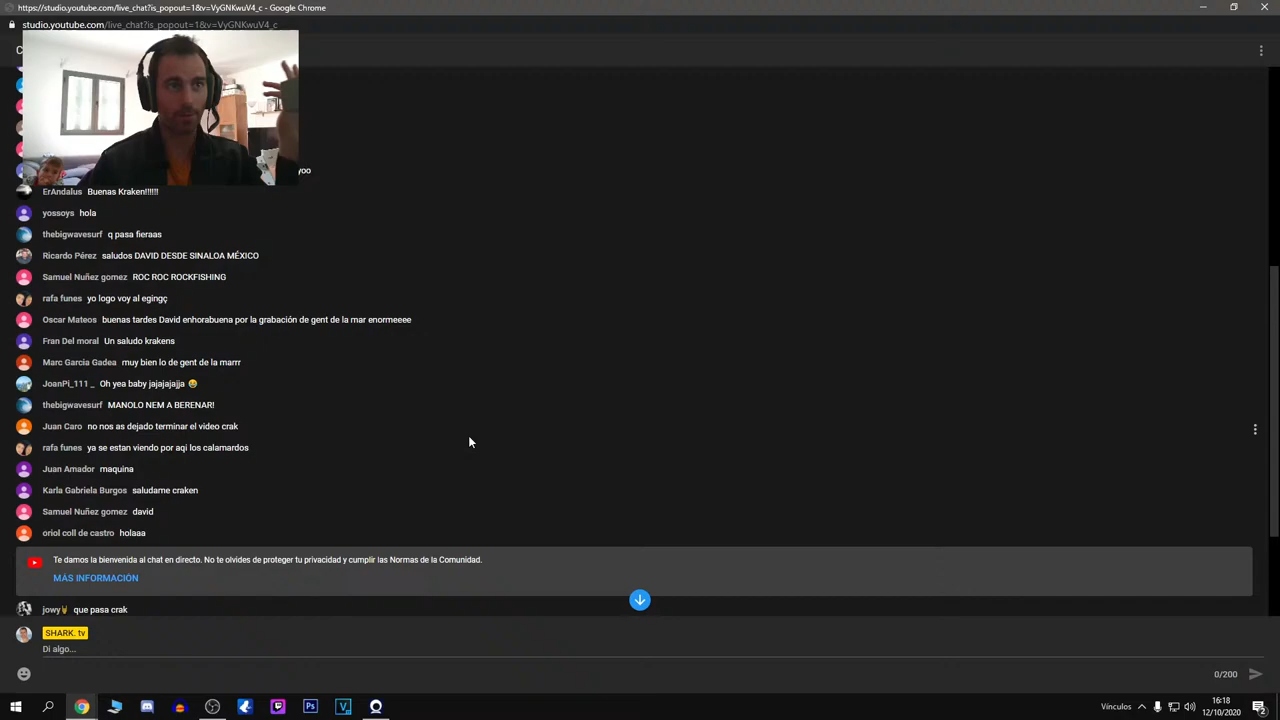 https://studio.youtube.com/live_chat?is_popout=1&v=VyGNKwuV4_c - Google Chrome
studio.youtube.com/live_chat?is_popout=1&v=VyGNKwuV4_c
yoo
ErAndalus Buenas Kraken!!!!!!
yossoys hola
thebigwavesurf q pasa fieraas
Ricardo Pérez saludos DAVID DESDE SINALOA MÉXICO
Samuel Nuñez gomez ROC ROC ROCKFISHING
rafa funes yo logo voy al egingç
Oscar Mateos buenas tardes David enhorabuena por la grabación de gent de la mar enormeeee
Fran Del moral Un saludo krakens
Marc Garcia Gadea muy bien lo de gent de la marrr
JoanPi_111 _ Oh yea baby jajajajajja 😂
thebigwavesurf MANOLO NEM A BERENAR!
Juan Caro no nos as dejado terminar el video crak
rafa funes ya se estan viendo por aqi los calamardos
Juan Amador maquina
Karla Gabriela Burgos saludame craken
Samuel Nuñez gomez david
oriol coll de castro holaaa
Te damos la bienvenida al chat en directo. No te olvides de proteger tu privacidad y cumplir las Normas de la Comunidad.
MÁS INFORMACIÓN
jowy🤘 que pasa crak
SHARK. tv
Di algo...
0/200
Vínculos
16:18
12/10/2020
2